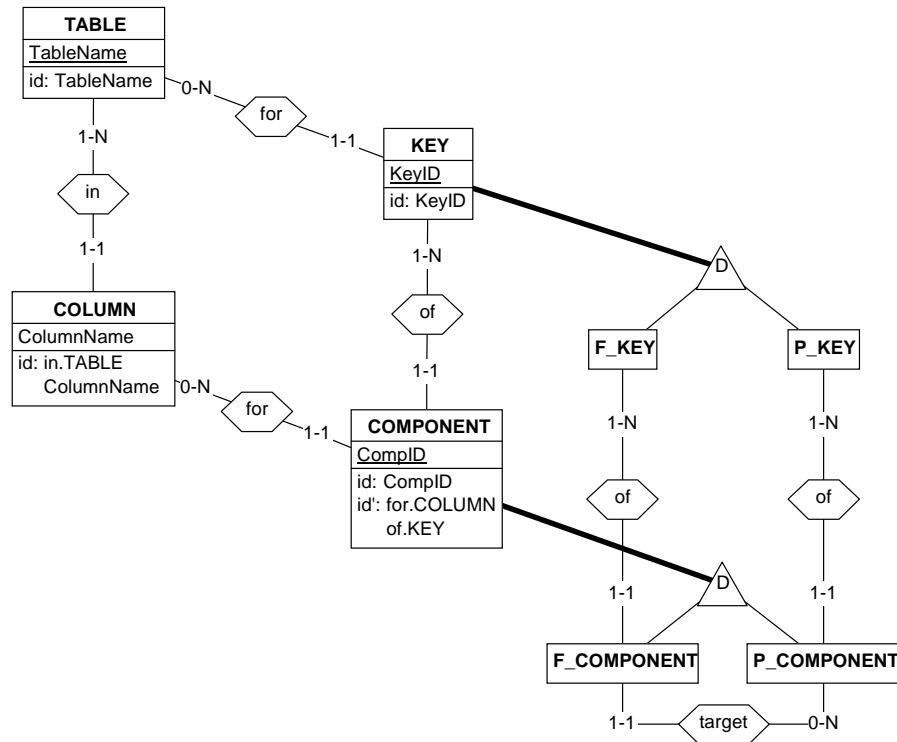 TABLE
TableName
id: TableName
0-N
for
1-1
KEY
KeyID
id: KeyID
1-N
in
1-1
COLUMN
ColumnName
id: in.TABLE
ColumnName
0-N
for
1-1
1-N
of
1-1
COMPONENT
CompID
id: CompID
id': for.COLUMN
of.KEY
D
F_KEY
P_KEY
1-N
1-N
of
of
1-1
1-1
D
F_COMPONENT
P_COMPONENT
1-1
target
0-N